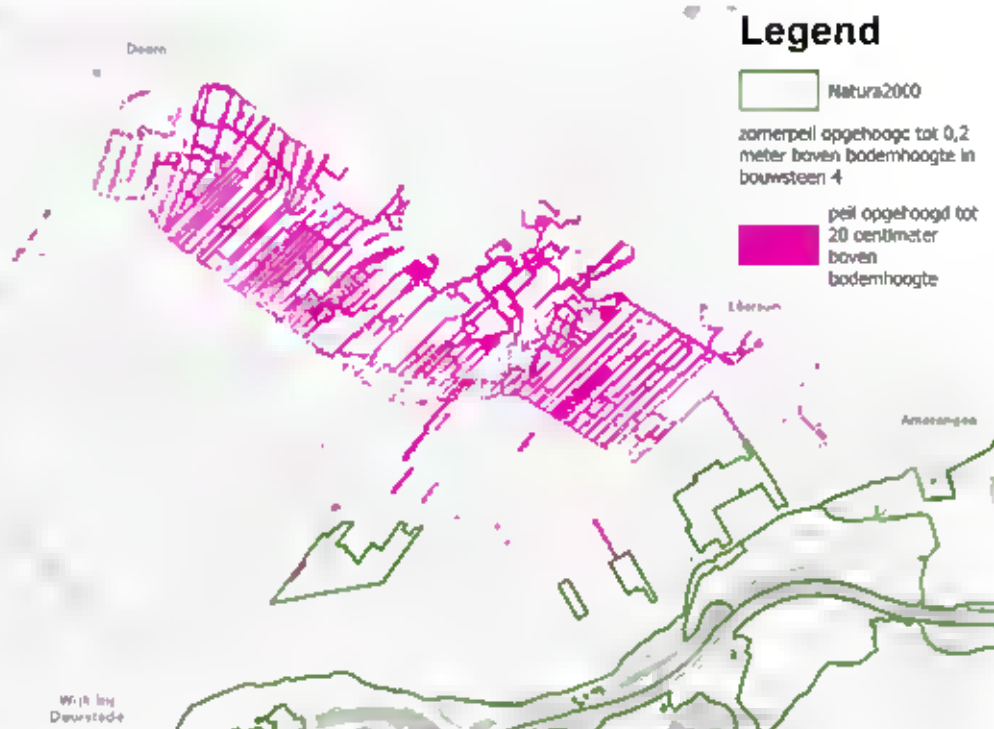 Doorn
Legend
Natura2000
zomerpeil opgehoogd tot 0,2
meter boven bodemhoogte in
bouwsteen 4
peil opgehoogd tot
20 centimeter
boven
bodemhoogte
Leersum
Amerongen
Wijk bij
Duurstede